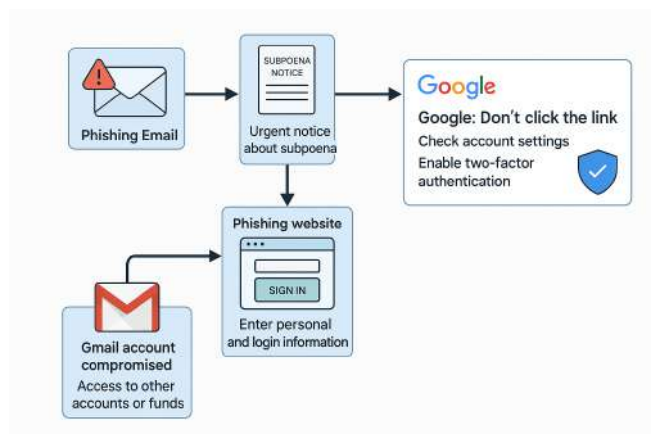 Phishing Email
SUBPOENA
NOTICE
Urgent notice
about subpoena
Google
Google: Don't click the link
Check account settings
Enable two-factor
authentication
Phishing website
SIGN IN
Enter personal
and login information
Gmail account
compromised
Access to other
accounts or funds